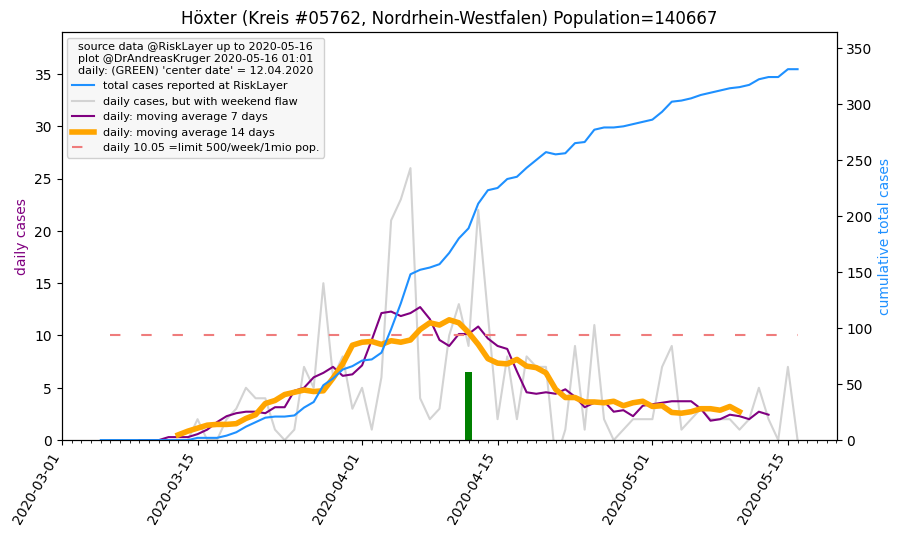 Höxter (Kreis #05762, Nordrhein-Westfalen) Population=140667
source data @RiskLayer up to 2020-05-16
plot @DrAndreasKruger 2020-05-16 01:01
daily: (GREEN) 'center date' = 12.04.2020
total cases reported at RiskLayer
daily cases, but with weekend flaw
daily: moving average 7 days
daily: moving average 14 days
daily 10.05 =limit 500/week/1mio pop.
daily cases
35
30
25
20
15
10
5
0
cumulative total cases
350
300
250
200
150
100
50
0
2020-03-01
2020-03-15
2020-04-01
2020-04-15
2020-05-01
2020-05-15